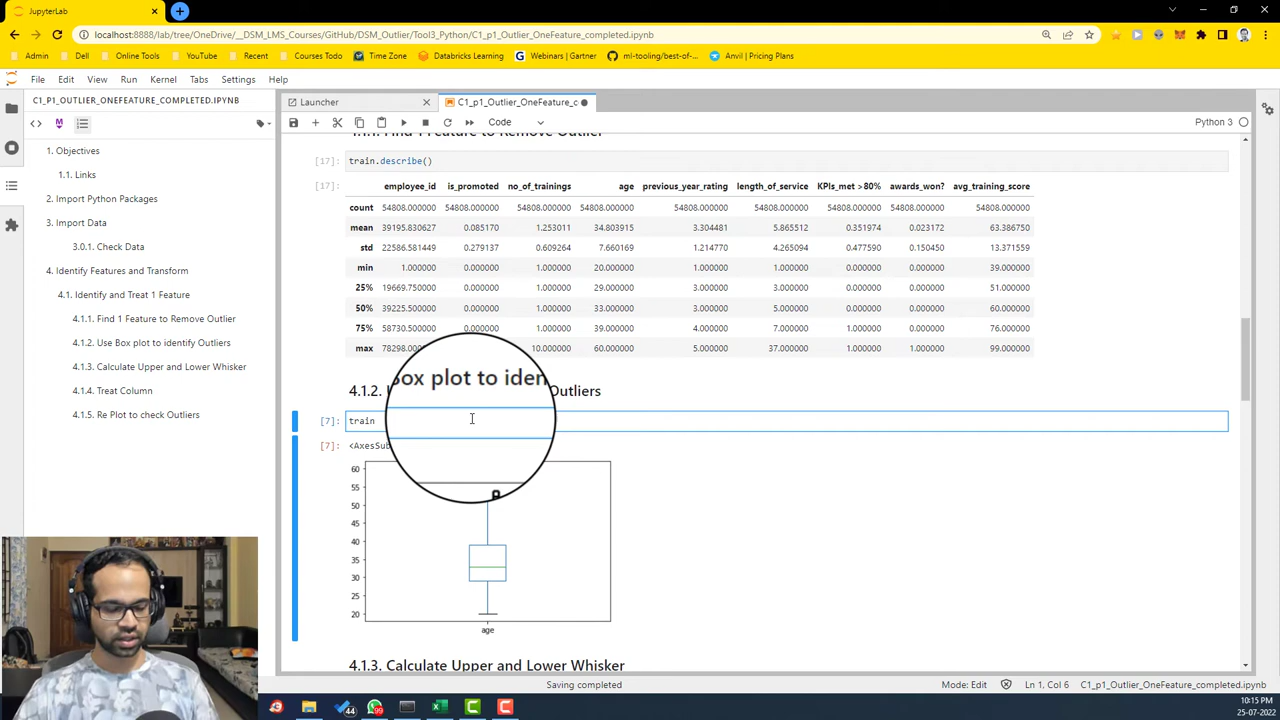 JupyterLab
localhost:8888/lab/tree/OneDrive/__DSM_LMS_Courses/GitHub/DSM_Outlier/Tool3_Python/C1_p1_Outlier_OneFeature_completed.ipynb
Admin Dell Online Tools YouTube Recent Courses Todo Time Zone Databricks Learning Webinars | Gartner ml-tooling/best-of-... Anvil | Pricing Plans
File Edit View Run Kernel Tabs Settings Help
C1_P1_OUTLIER_ONEFEATURE_COMPLETED.IPYNB
1. Objectives
1.1. Links
2. Import Python Packages
3. Import Data
3.0.1. Check Data
4. Identify Features and Transform
4.1. Identify and Treat 1 Feature
4.1.1. Find 1 Feature to Remove Outlier
4.1.2. Use Box plot to identify Outliers
4.1.3. Calculate Upper and Lower Whisker
4.1.4. Treat Column
4.1.5. Re Plot to check Outliers
Launcher C1_p1_Outlier_OneFeature_c
Code Python 3
4.1.1. Find 1 Feature to Remove Outlier
[17]: train.describe()
[17]: employee_id is_promoted no_of_trainings age previous_year_rating length_of_service KPIs_met >80% awards_won? avg_training_score
count 54808.000000 54808.000000 54808.000000 54808.000000 54808.000000 54808.000000 54808.000000 54808.000000 54808.000000
mean 39195.830627 0.085170 1.253011 34.803915 3.304481 5.865512 0.351974 0.023172 63.386750
std 22586.581449 0.279137 0.609264 7.660169 1.214770 4.265094 0.477590 0.150450 13.371559
min 1.000000 0.000000 1.000000 20.000000 1.000000 1.000000 0.000000 0.000000 39.000000
25% 19669.750000 0.000000 1.000000 29.000000 3.000000 3.000000 0.000000 0.000000 51.000000
50% 39225.500000 0.000000 1.000000 33.000000 3.000000 5.000000 0.000000 0.000000 60.000000
75% 58730.500000 0.000000 1.000000 39.000000 4.000000 7.000000 1.000000 0.000000 76.000000
max 78298.000 10.000000 60.000000 5.000000 37.000000 1.000000 1.000000 99.000000
4.1.2. Box plot to iden Outliers
[7]: train
[7]: <AxesSub
60
55
50
45
40
35
30
25
20
age
4.1.3. Calculate Upper and Lower Whisker
Saving completed Mode: Edit Ln 1, Col 6 C1_p1_Outlier_OneFeature_completed.ipynb
44 99 10:15 PM
25-07-2022